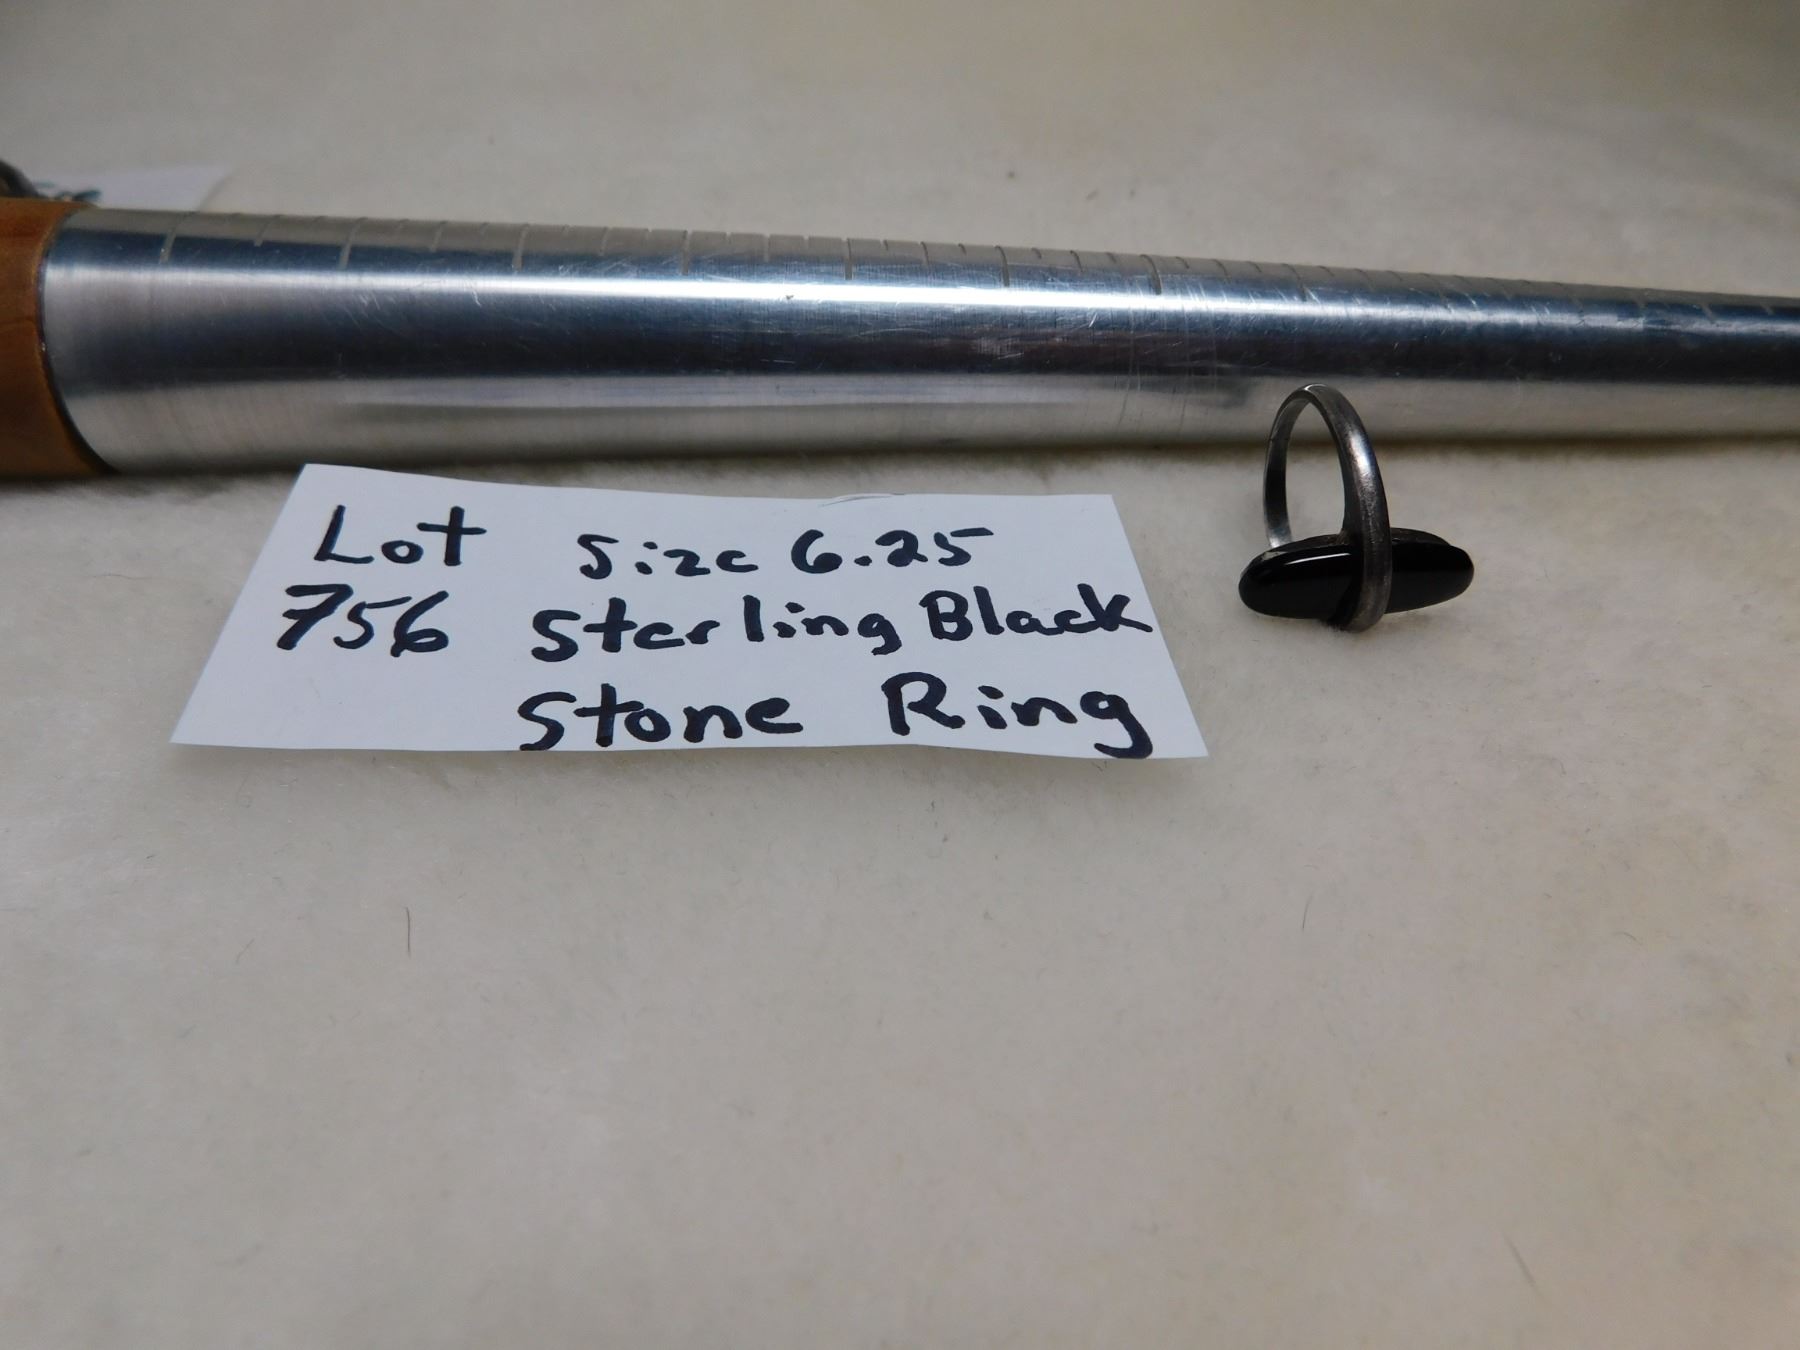 Lot Size 6.25
756 Sterling Black
Stone Ring